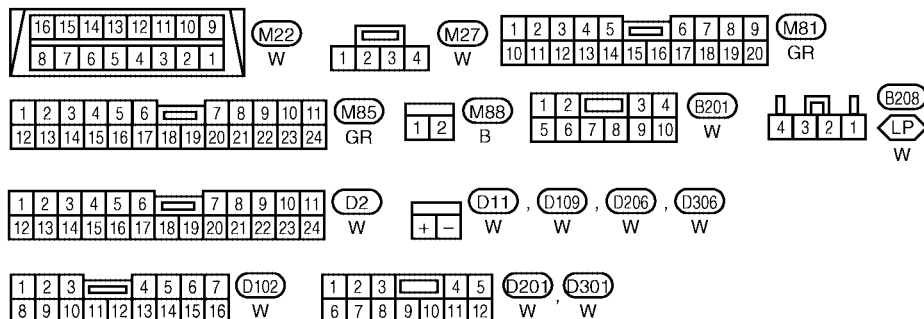 16 15 14 13 12 11 10 9 M22
8 7 6 5 4 3 2 1 W
1 2 3 4 M27
W
1 2 3 4 5 6 7 8 9 M81
10 11 12 13 14 15 16 17 18 19 20 GR
1 2 3 4 5 6 7 8 9 10 11 M85
12 13 14 15 16 17 18 19 20 21 22 23 24 GR
1 2 M88
B
1 2 3 4 B201
5 6 7 8 9 10 W
4 3 2 1 B208
LP
W
1 2 3 4 5 6 7 8 9 10 11 D2
12 13 14 15 16 17 18 19 20 21 22 23 24 W
+ − D11 , D109 , D206 , D306
W W W W
1 2 3 4 5 6 7 D102
8 9 10 11 12 13 14 15 16 W
1 2 3 4 5 D201 , D301
6 7 8 9 10 11 12 W W